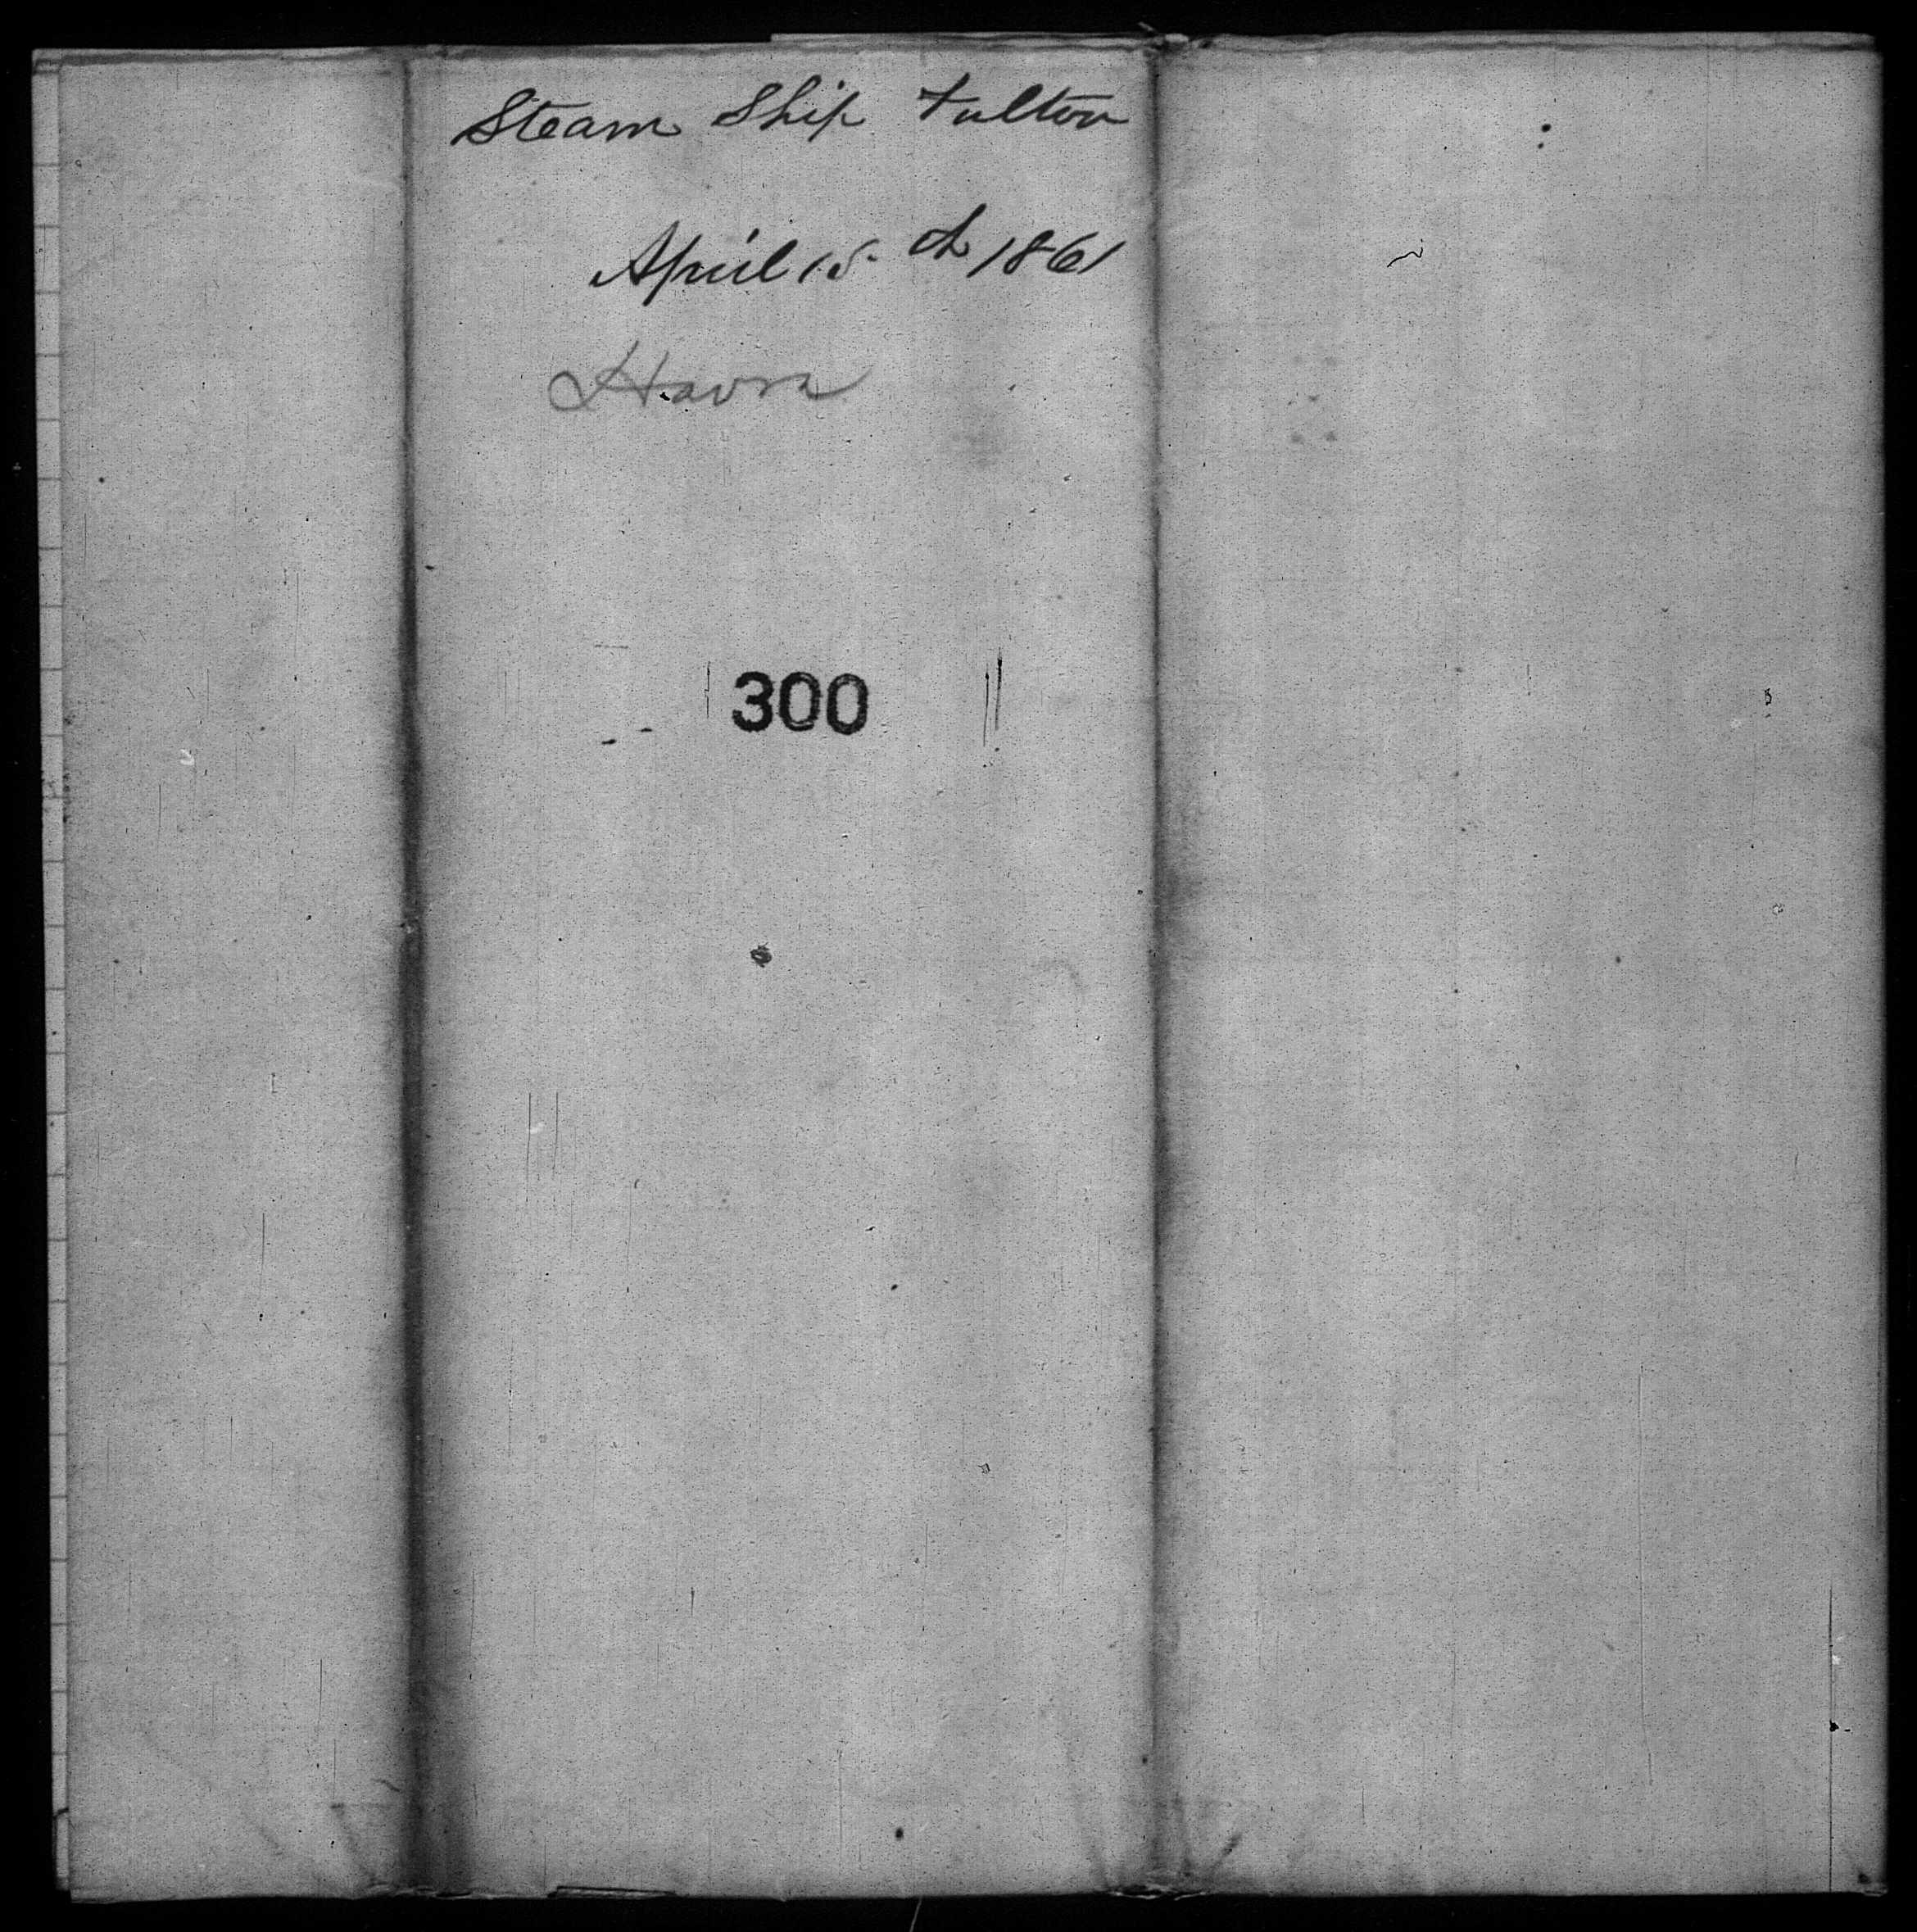 Steam Ship Fulton
April 15th 1861
Havre
300